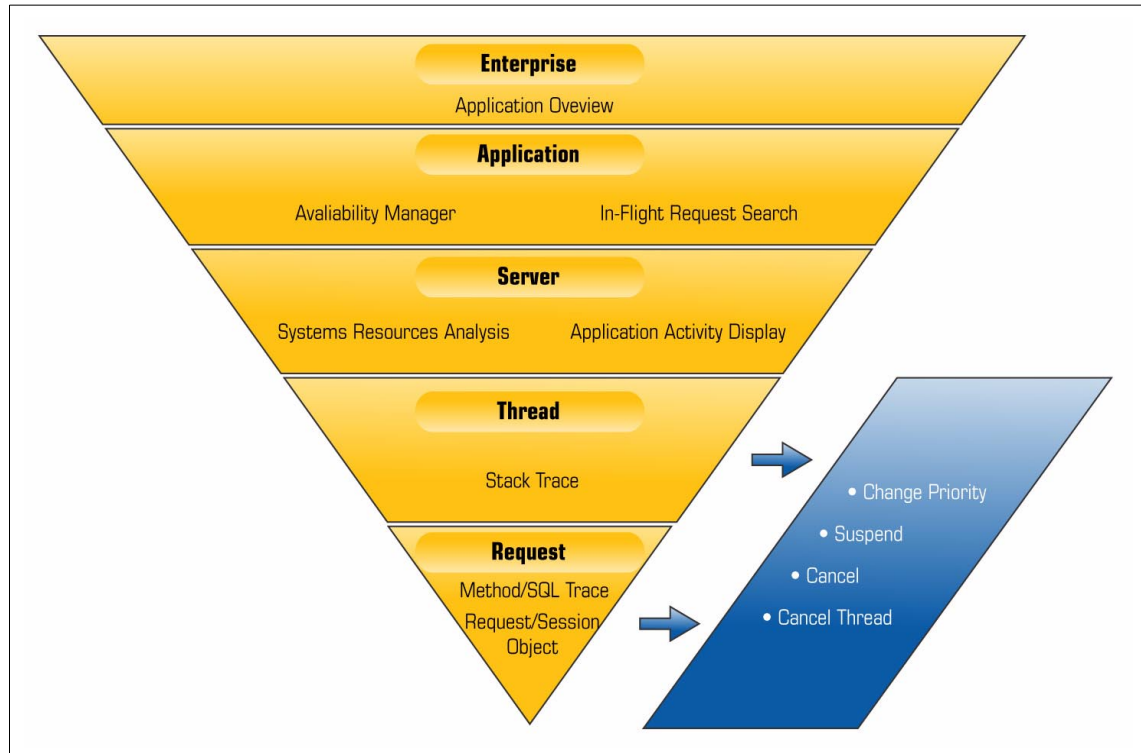 Enterprise
Application Oveview
Application
Avaliability Manager
In-Flight Request Search
Server
Systems Resources Analysis
Application Activity Display
Thread
Stack Trace
Request
Method/SQL Trace
Request/Session
Object
• Change Priority
• Suspend
• Cancel
• Cancel Thread